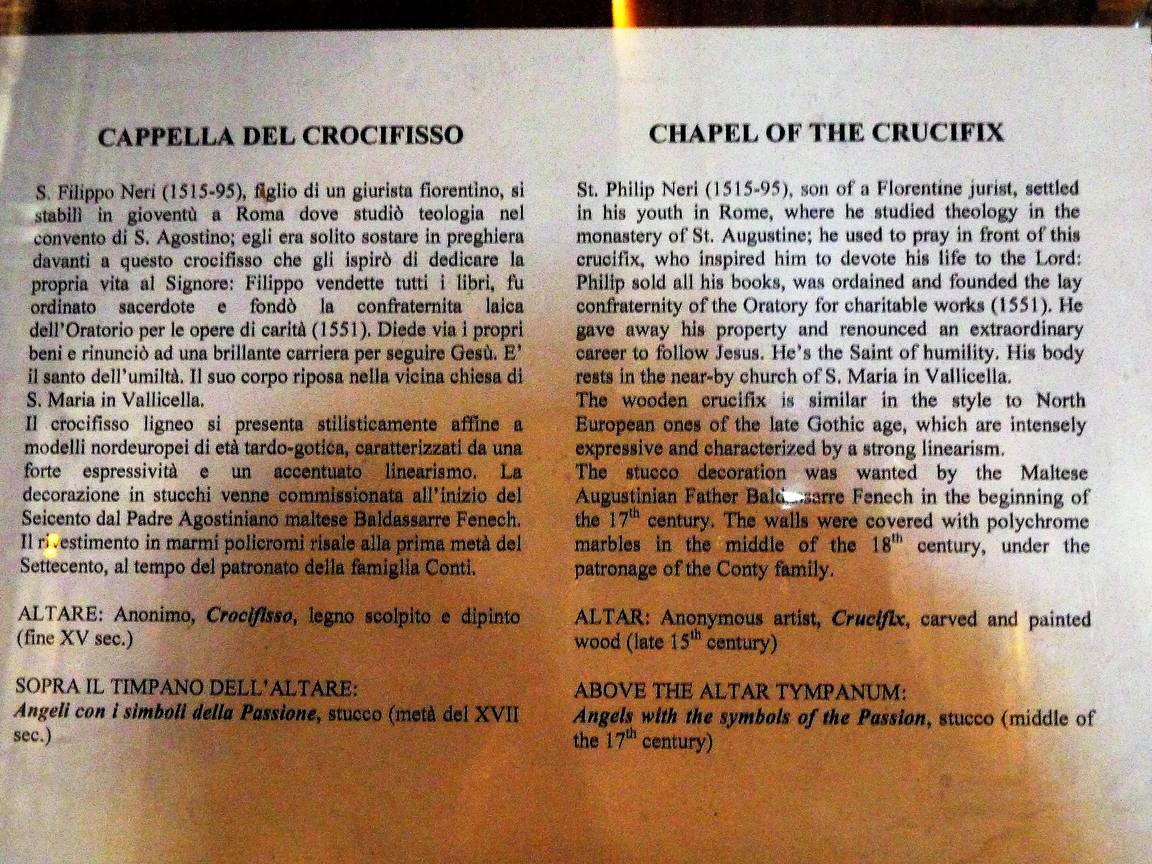 CAPPELLA DEL CROCIFISSO
S. Filippo Neri (1515-95), figlio di un giurista fiorentino, si
stabilì in gioventù a Roma dove studiò teologia nel
convento di S. Agostino; egli era solito sostare in preghiera
davanti a questo crocifisso che gli ispirò di dedicare la
propria vita al Signore: Filippo vendette tutti i libri, fu
ordinato sacerdote e fondò la confraternita laica
dell'Oratorio per le opere di carità (1551). Diede via i propri
beni e rinunciò ad una brillante carriera per seguire Gesù. E'
il santo dell'umiltà. Il suo corpo riposa nella vicina chiesa di
S. Maria in Vallicella.
Il crocifisso ligneo si presenta stilisticamente affine a
modelli nordeuropei di età tardo-gotica, caratterizzati da una
forte espressività e un accentuato linearismo. La
decorazione in stucchi venne commissionata all'inizio del
Seicento dal Padre Agostiniano maltese Baldassarre Fenech.
Il rivestimento in marmi policromi risale alla prima metà del
Settecento, al tempo del patronato della famiglia Conti.
ALTARE: Anonimo, Crocifisso, legno scolpito e dipinto
(fine XV sec.)
SOPRA IL TIMPANO DELL'ALTARE:
Angeli con i simboli della Passione, stucco (metà del XVII
sec.)
CHAPEL OF THE CRUCIFIX
St. Philip Neri (1515-95), son of a Florentine jurist, settled
in his youth in Rome, where he studied theology in the
monastery of St. Augustine; he used to pray in front of this
crucifix, who inspired him to devote his life to the Lord:
Philip sold all his books, was ordained and founded the lay
confraternity of the Oratory for charitable works (1551). He
gave away his property and renounced an extraordinary
career to follow Jesus. He's the Saint of humility. His body
rests in the near-by church of S. Maria in Vallicella.
The wooden crucifix is similar in the style to North
European ones of the late Gothic age, which are intensely
expressive and characterized by a strong linearism.
The stucco decoration was wanted by the Maltese
Augustinian Father Baldassarre Fenech in the beginning of
the 17th century. The walls were covered with polychrome
marbles in the middle of the 18th century, under the
patronage of the Conty family.
ALTAR: Anonymous artist, Crucifix, carved and painted
wood (late 15th century)
ABOVE THE ALTAR TYMPANUM:
Angels with the symbols of the Passion, stucco (middle of
the 17th century)